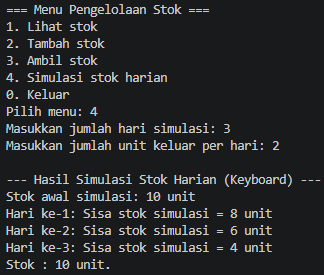 === Menu Pengelolaan Stok ===
1. Lihat stok
2. Tambah stok
3. Ambil stok
4. Simulasi stok harian
0. Keluar
Pilih menu: 4
Masukkan jumlah hari simulasi: 3
Masukkan jumlah unit keluar per hari: 2

--- Hasil Simulasi Stok Harian (Keyboard) ---
Stok awal simulasi: 10 unit
Hari ke-1: Sisa stok simulasi = 8 unit
Hari ke-2: Sisa stok simulasi = 6 unit
Hari ke-3: Sisa stok simulasi = 4 unit
Stok : 10 unit.